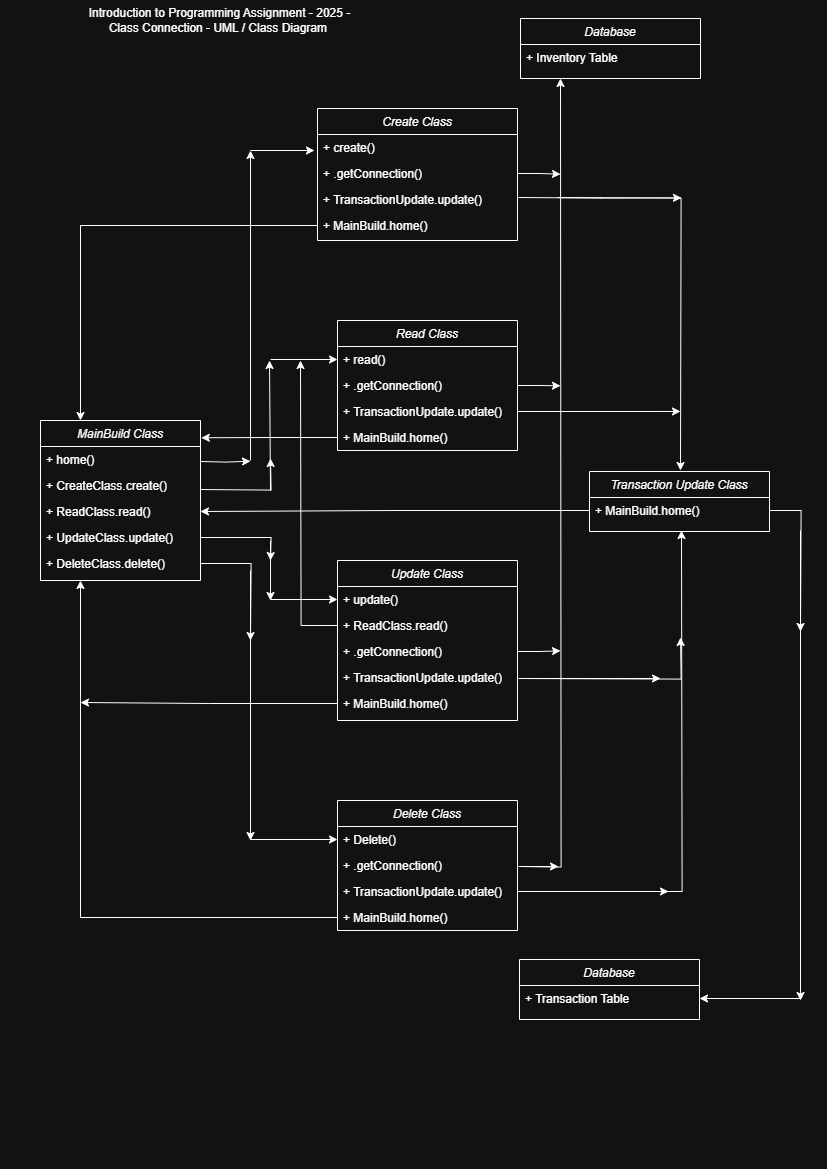 Introduction to Programming Assignment - 2025 -
Class Connection - UML / Class Diagram
Database
+ Inventory Table
Create Class
+ create()
+ .getConnection()
+ TransactionUpdate.update()
+ MainBuild.home()
Read Class
+ read()
+ .getConnection()
+ TransactionUpdate.update()
+ MainBuild.home()
MainBuild Class
+ home()
+ CreateClass.create()
+ ReadClass.read()
+ UpdateClass.update()
+ DeleteClass.delete()
Transaction Update Class
+ MainBuild.home()
Update Class
+ update()
+ ReadClass.read()
+ .getConnection()
+ TransactionUpdate.update()
+ MainBuild.home()
Delete Class
+ Delete()
+ .getConnection()
+ TransactionUpdate.update()
+ MainBuild.home()
Database
+ Transaction Table